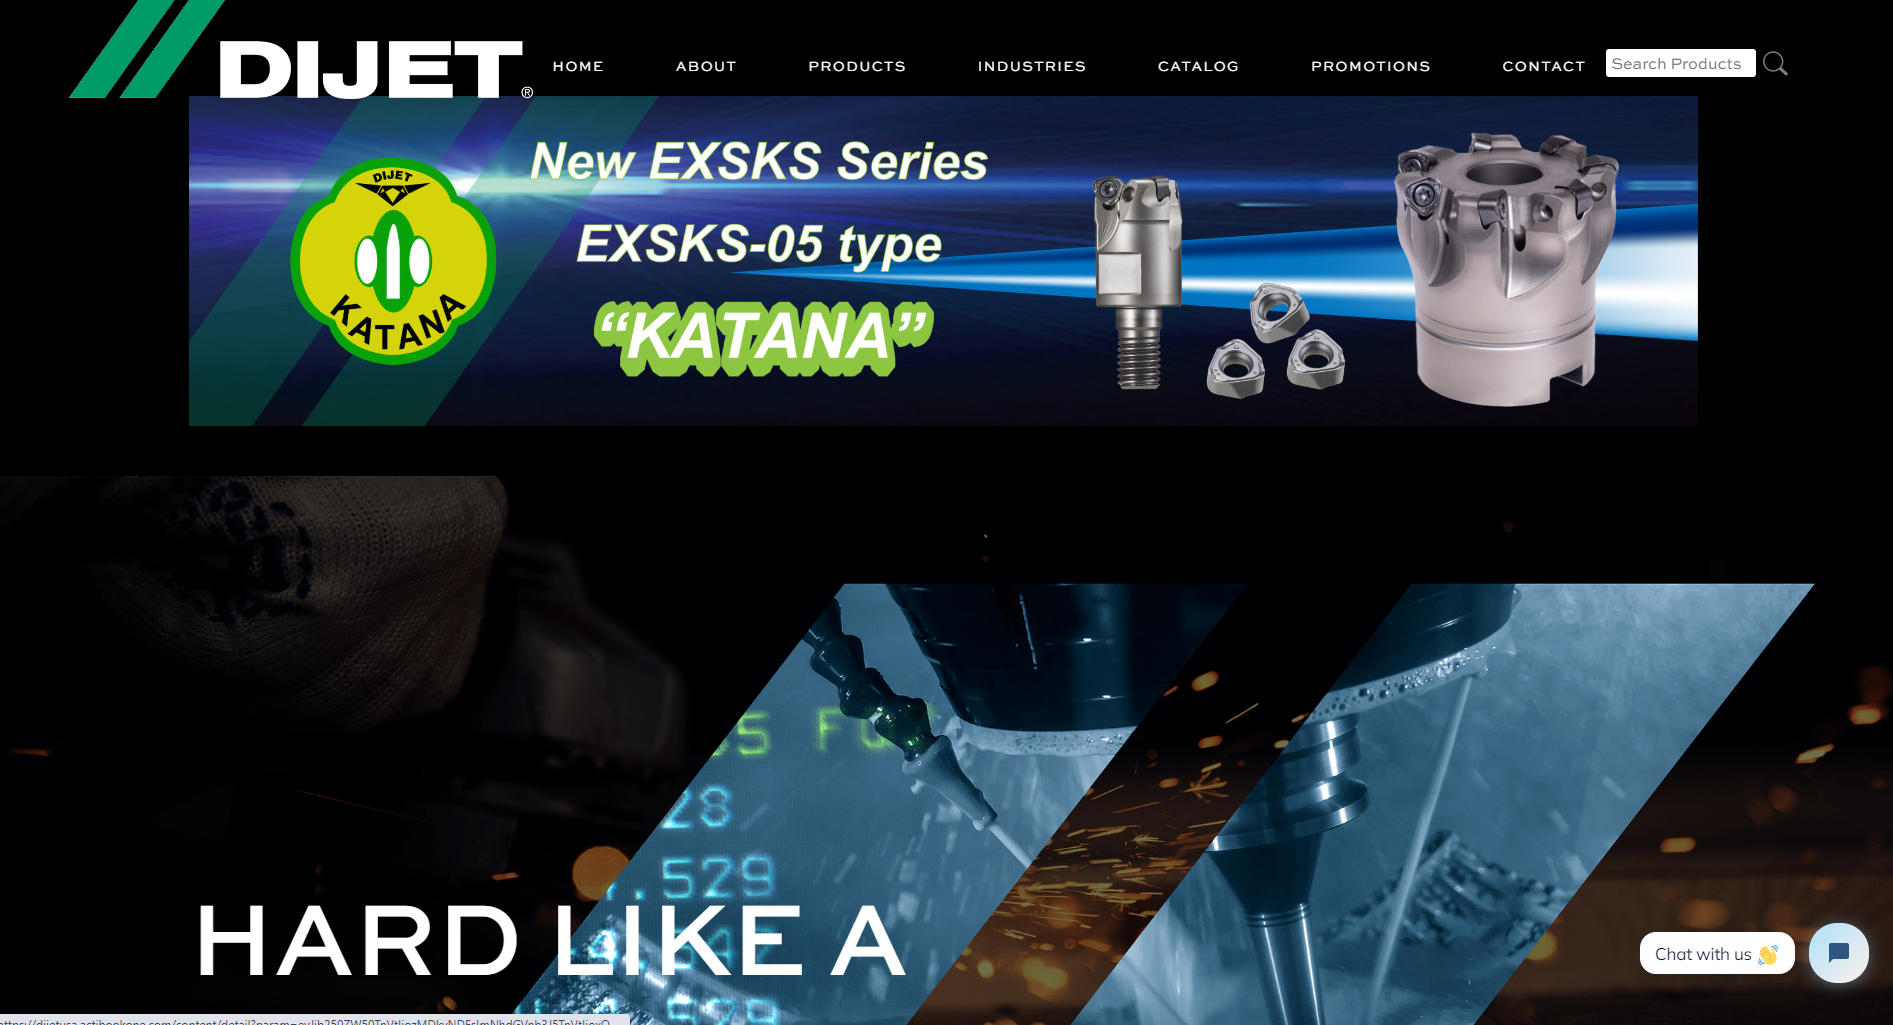 DIJET®
HOME ABOUT PRODUCTS INDUSTRIES CATALOG PROMOTIONS CONTACT Search Products
New EXSKS Series
EXSKS-05 type
“KATANA”
DIJET
KATANA
5 F
28
.529
HARD LIKE A
529
Chat with us 👋